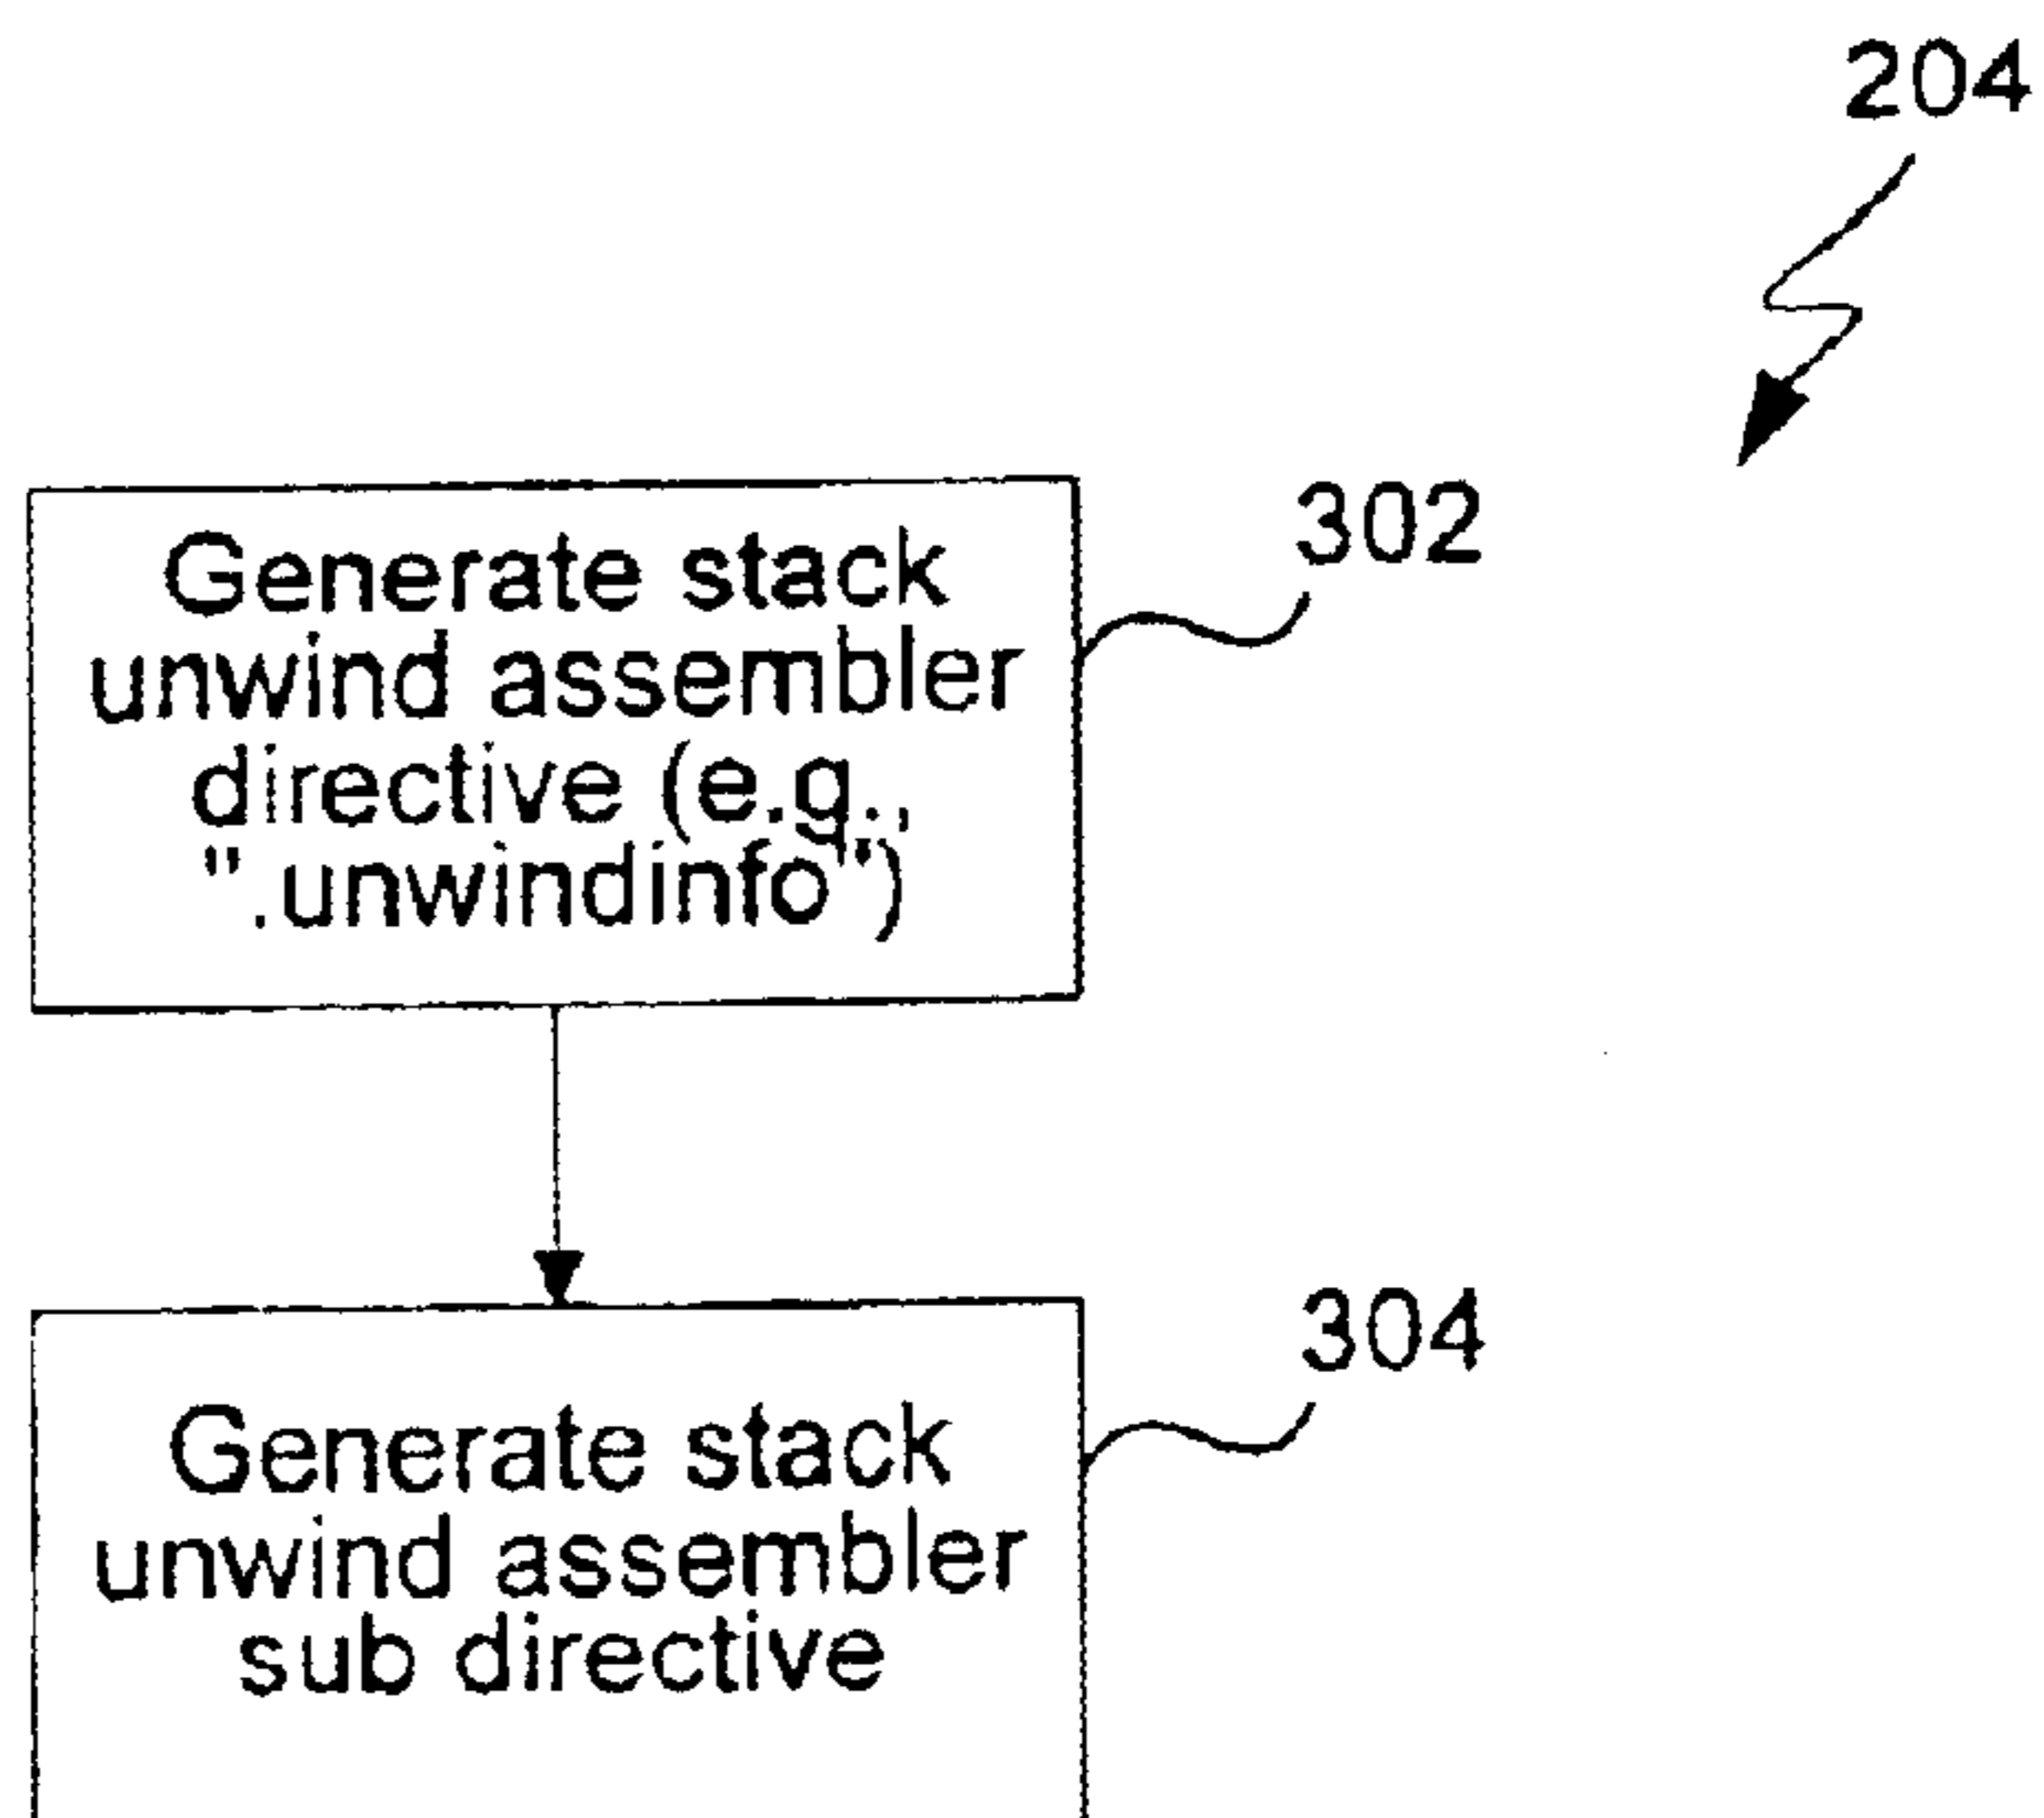 204
302
Generate stack
unwind assembler
directive (e.g.,
".unwindinfo")
304
Generate stack
unwind assembler
sub directive